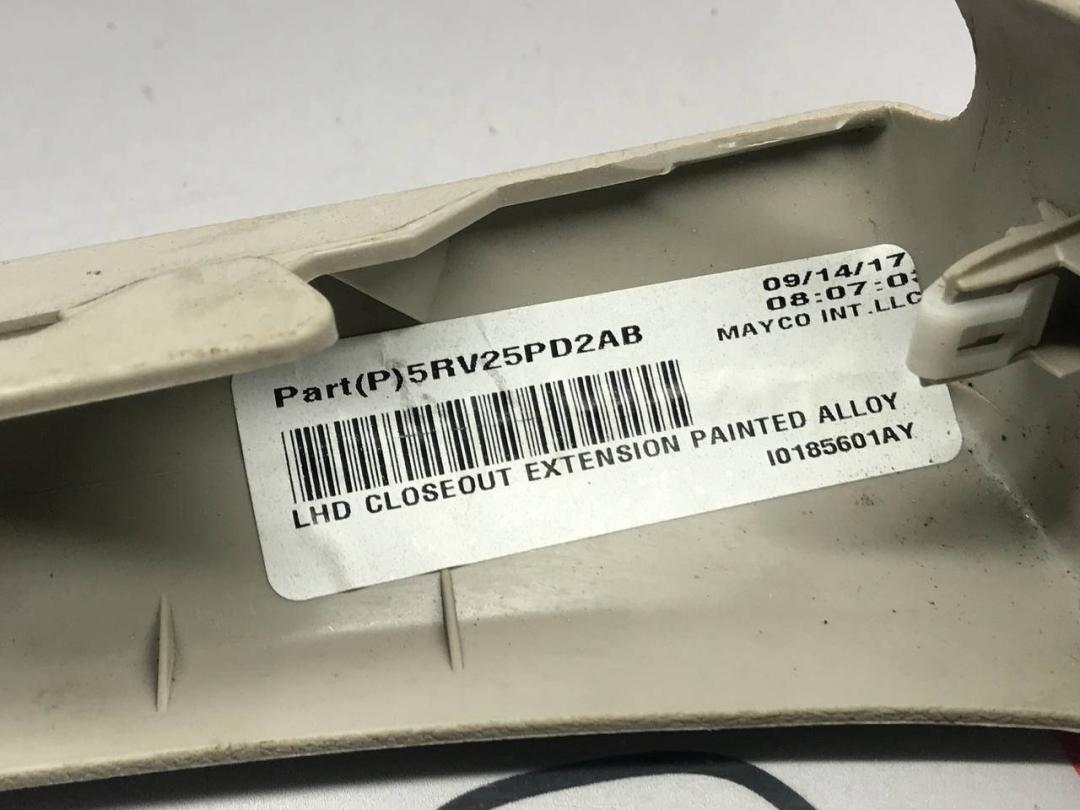 09/14/17
08:07:0
MAYCO INT.LLC
Part(P)5RV25PD2AB
LHD CLOSEOUT EXTENSION PAINTED ALLOY
I0185601AY